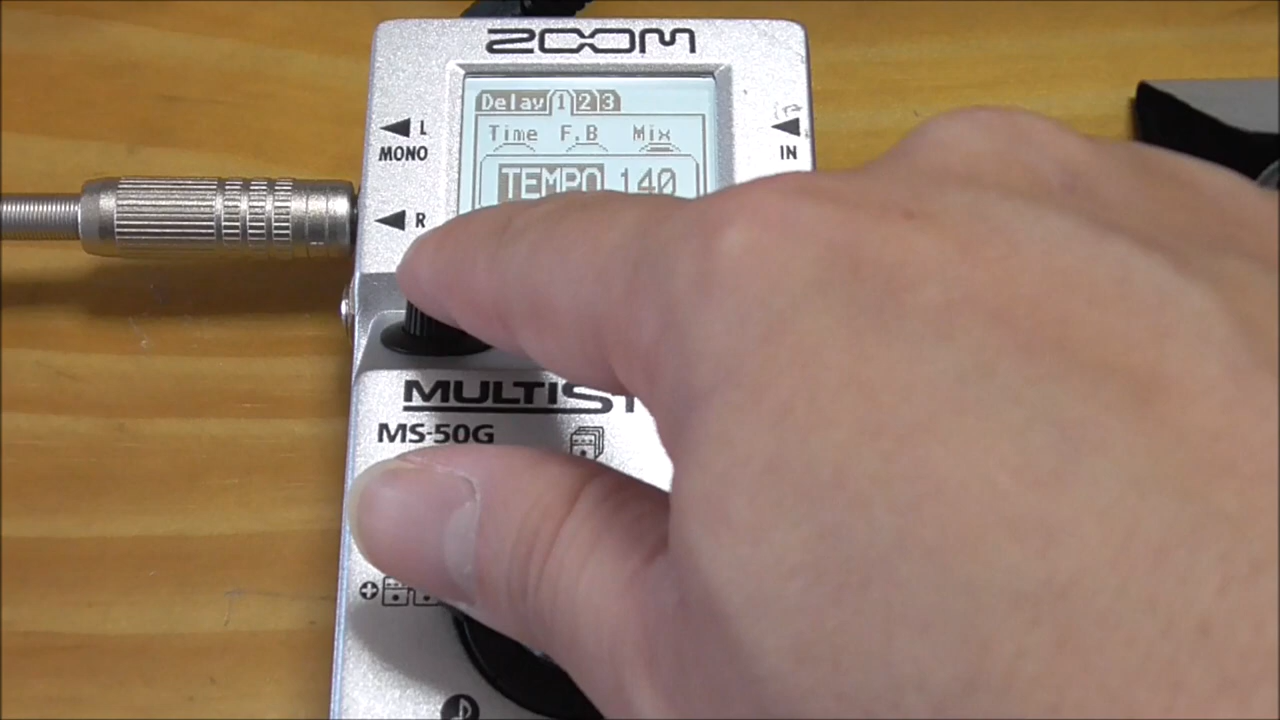 ZOOM
Delay 1 2 3
Time F.B Mix
TEMPO 140
L
MONO
R
IN
MULTIST
MS-50G